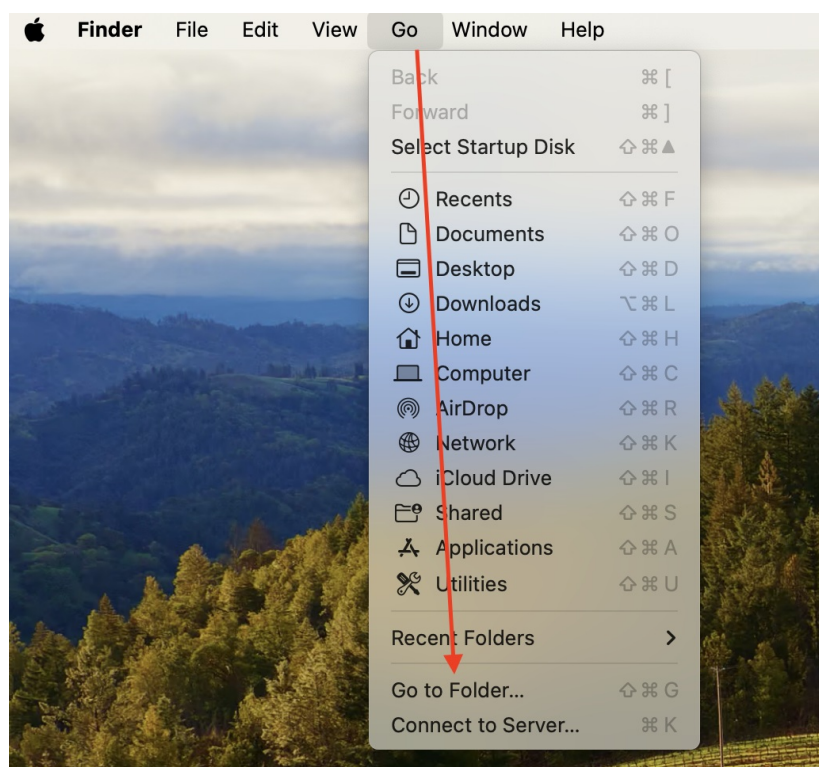 Finder File Edit View Go Window Help
Back ⌘ [
Forward ⌘ ]
Select Startup Disk ⇧⌘▲
Recents ⇧⌘F
Documents ⇧⌘O
Desktop ⇧⌘D
Downloads ⌥⌘L
Home ⇧⌘H
Computer ⇧⌘C
AirDrop ⇧⌘R
Network ⇧⌘K
iCloud Drive ⇧⌘I
Shared ⇧⌘S
Applications ⇧⌘A
Utilities ⇧⌘U
Recent Folders >
Go to Folder... ⇧⌘G
Connect to Server... ⌘K